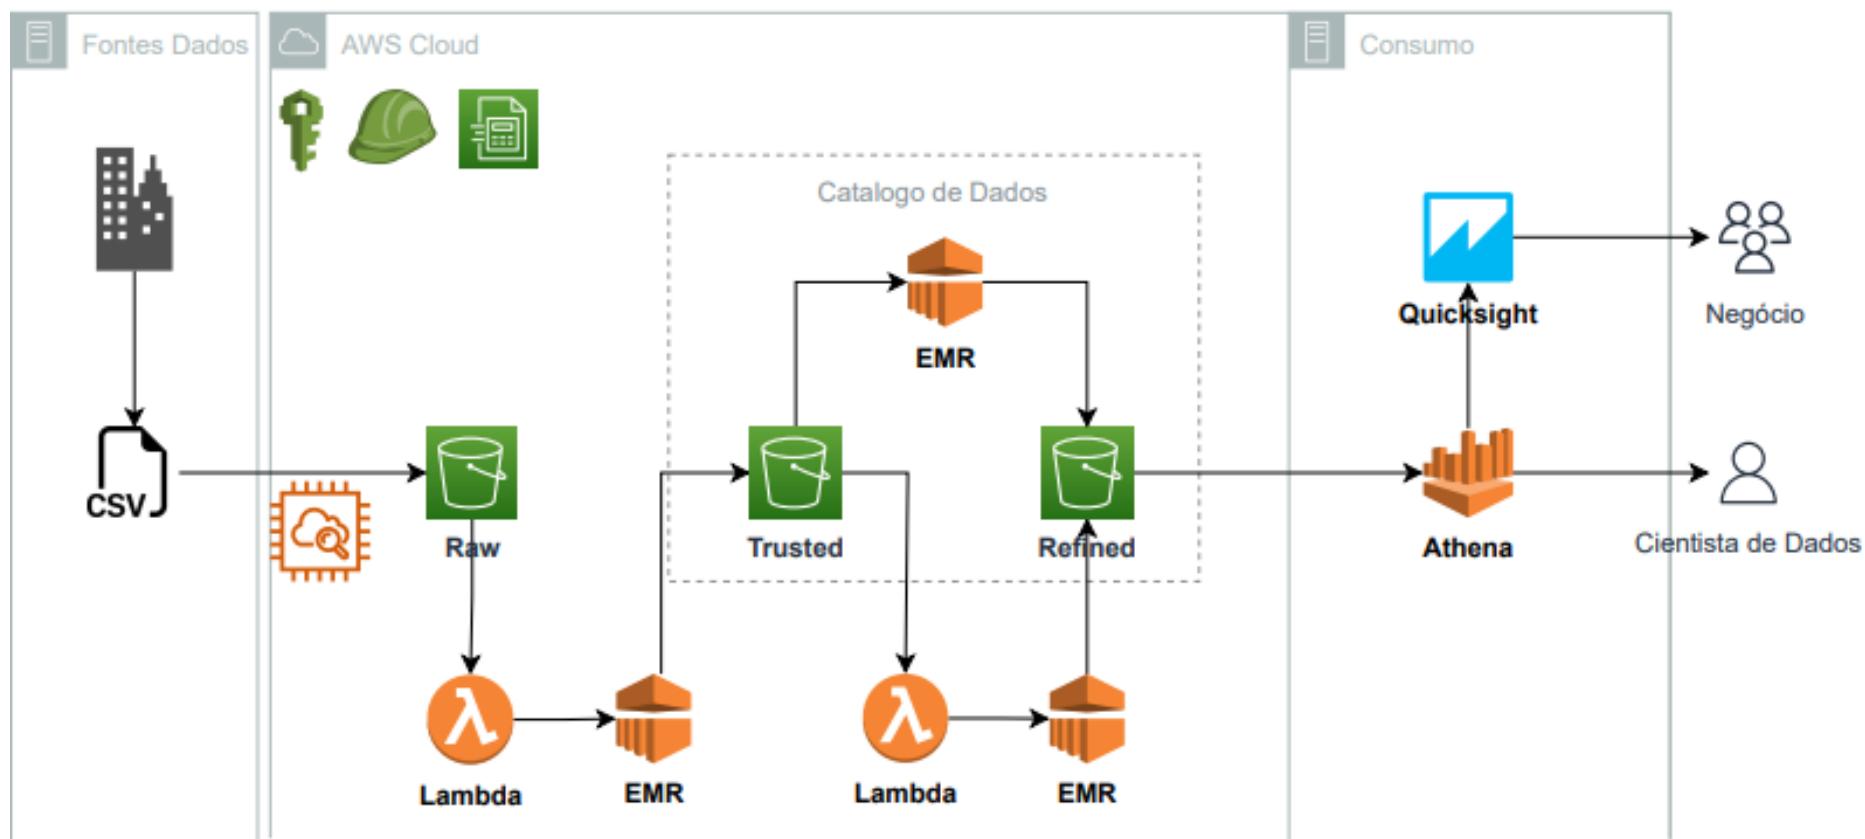 Fontes Dados
AWS Cloud
Consumo
Catalogo de Dados
EMR
Quicksight
Negócio
CSV
Raw
Trusted
Refined
Athena
Cientista de Dados
λ
Lambda
EMR
λ
Lambda
EMR